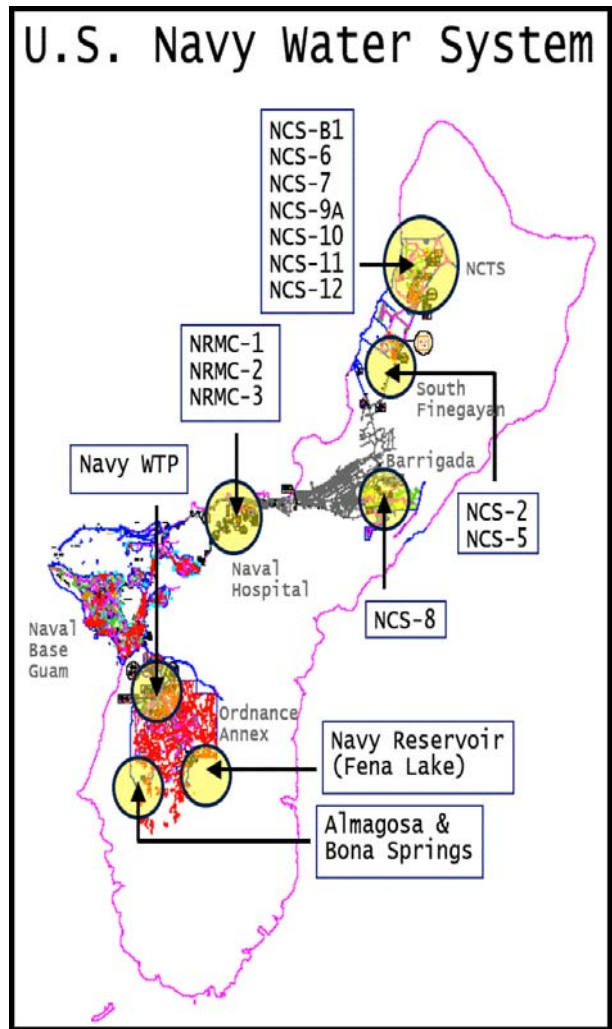 U.S. Navy Water System
NCS-B1
NCS-6
NCS-7
NCS-9A
NCS-10
NCS-11
NCS-12
NCTS
NRMC-1
NRMC-2
NRMC-3
South
Finegayan
Navy WTP
Barrigada
NCS-2
NCS-5
Naval
Hospital
NCS-8
Naval
Base
Guam
Ordnance
Annex
Navy Reservoir
(Fena Lake)
Almagosa &
Bona Springs